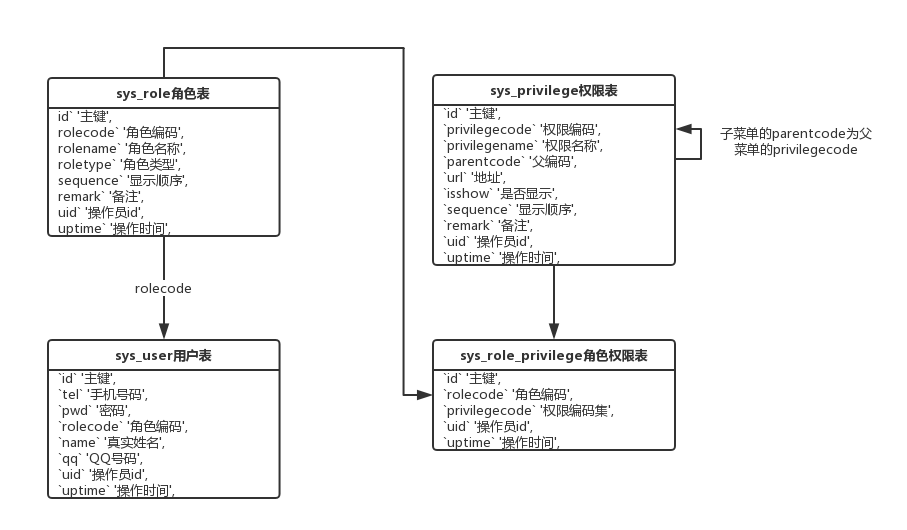 sys_role角色表
id` '主键',
rolecode` '角色编码',
rolename` '角色名称',
roletype` '角色类型',
sequence` '显示顺序',
remark` '备注',
uid` '操作员id',
uptime` '操作时间',
sys_privilege权限表
`id` '主键',
`privilegecode` '权限编码',
`privilegename` '权限名称',
`parentcode` '父编码',
`url` '地址',
`isshow` '是否显示',
`sequence` '显示顺序',
`remark` '备注',
`uid` '操作员id',
`uptime` '操作时间',
子菜单的parentcode为父
菜单的privilegecode
rolecode
sys_user用户表
`id` '主键',
`tel` '手机号码',
`pwd` '密码',
`rolecode` '角色编码',
`name` '真实姓名',
`qq` 'QQ号码',
`uid` '操作员id',
`uptime` '操作时间',
sys_role_privilege角色权限表
`id` '主键',
`rolecode` '角色编码',
`privilegecode` '权限编码集',
`uid` '操作员id',
`uptime` '操作时间',